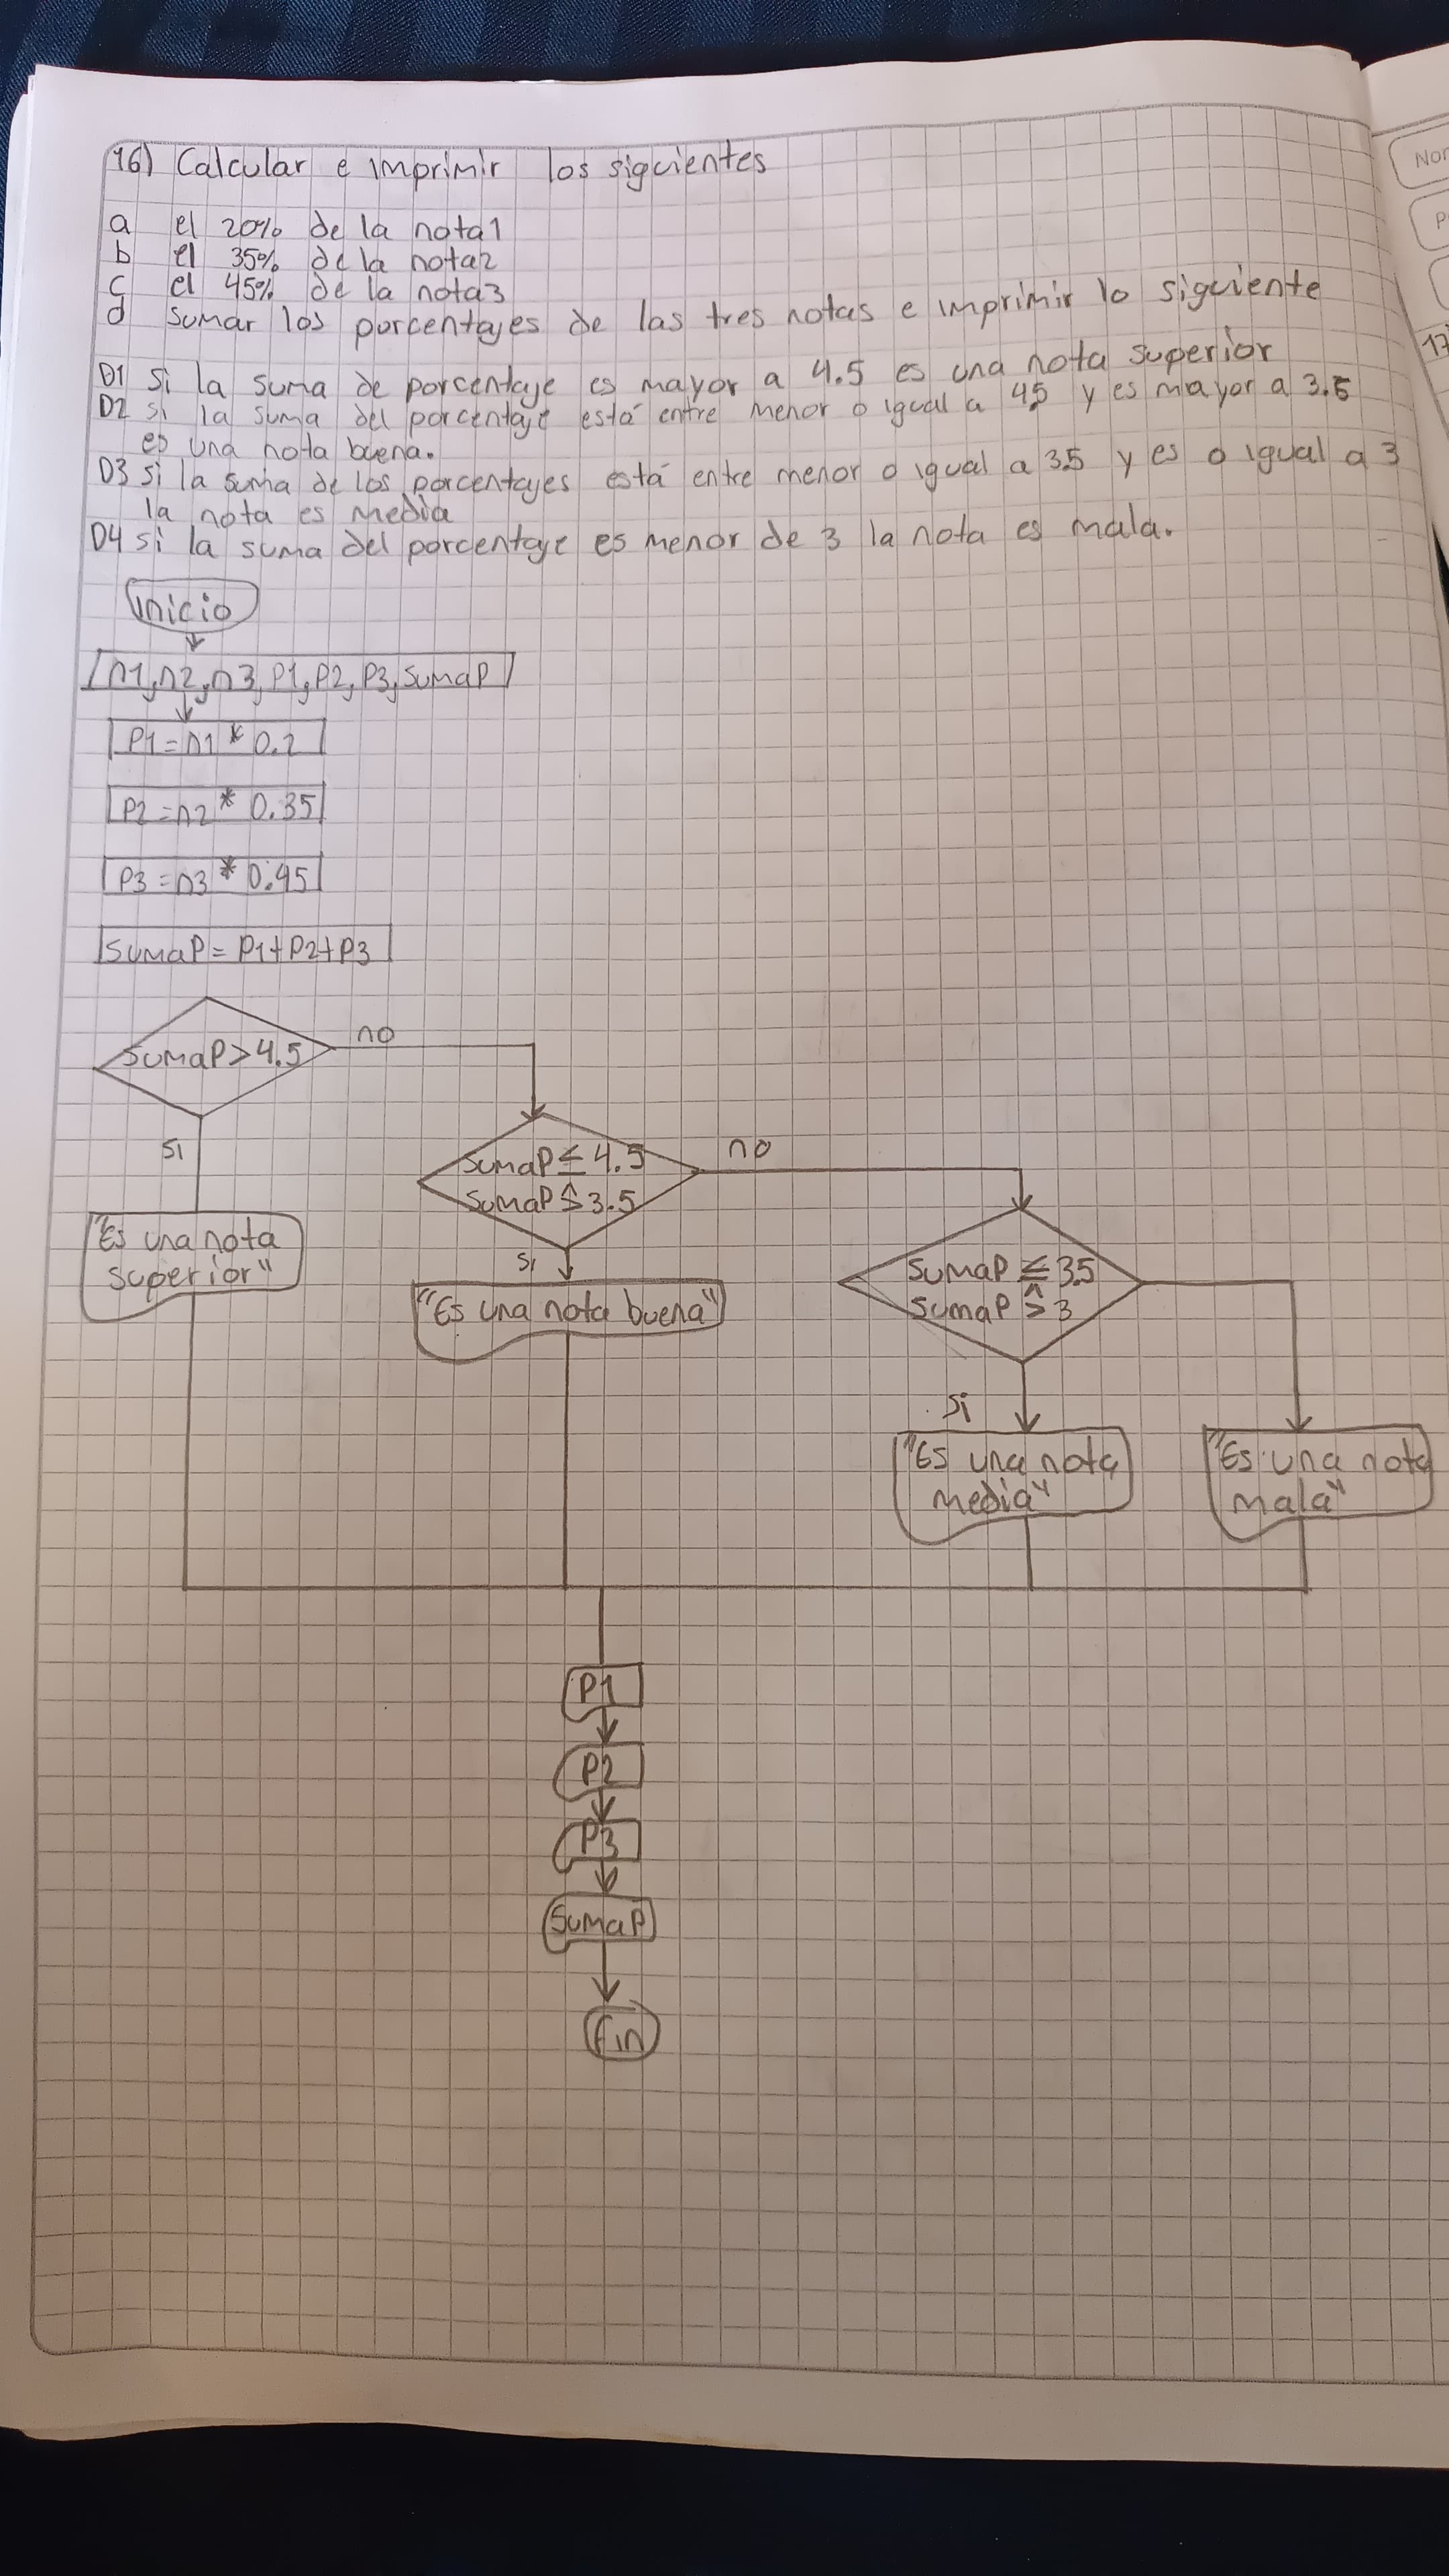 16) Calcular e imprimir los siguientes
a el 20% de la nota1
b el 35% de la nota2
c el 45% de la nota3
d sumar los porcentajes de las tres notas e imprimir lo siguiente
D1 si la suma de porcentaje es mayor a 4.5 es una nota superior
D2 si la suma del porcentaje está entre menor o igual a 4.5 y es mayor a 3.5
es una nota buena.
D3 si la suma de los porcentajes está entre menor o igual a 3.5 y es o igual a 3
la nota es media
D4 si la suma del porcentaje es menor de 3 la nota es mala.
inicio
n1,n2,n3,P1,P2,P3,sumaP
P1=n1*0.2
P2=n2*0.35
P3=n3*0.45
sumaP=P1+P2+P3
sumaP>4.5
no
si
sumaP≤4.5
^
sumaP 3.5
no
si
"Es una nota
superior"
"Es una nota buena"
sumaP ≤ 3.5
^
sumaP > 3
si
"Es una nota
media"
"Es una nota
mala"
P1
P2
P3
sumaP
fin
Nor
P
17